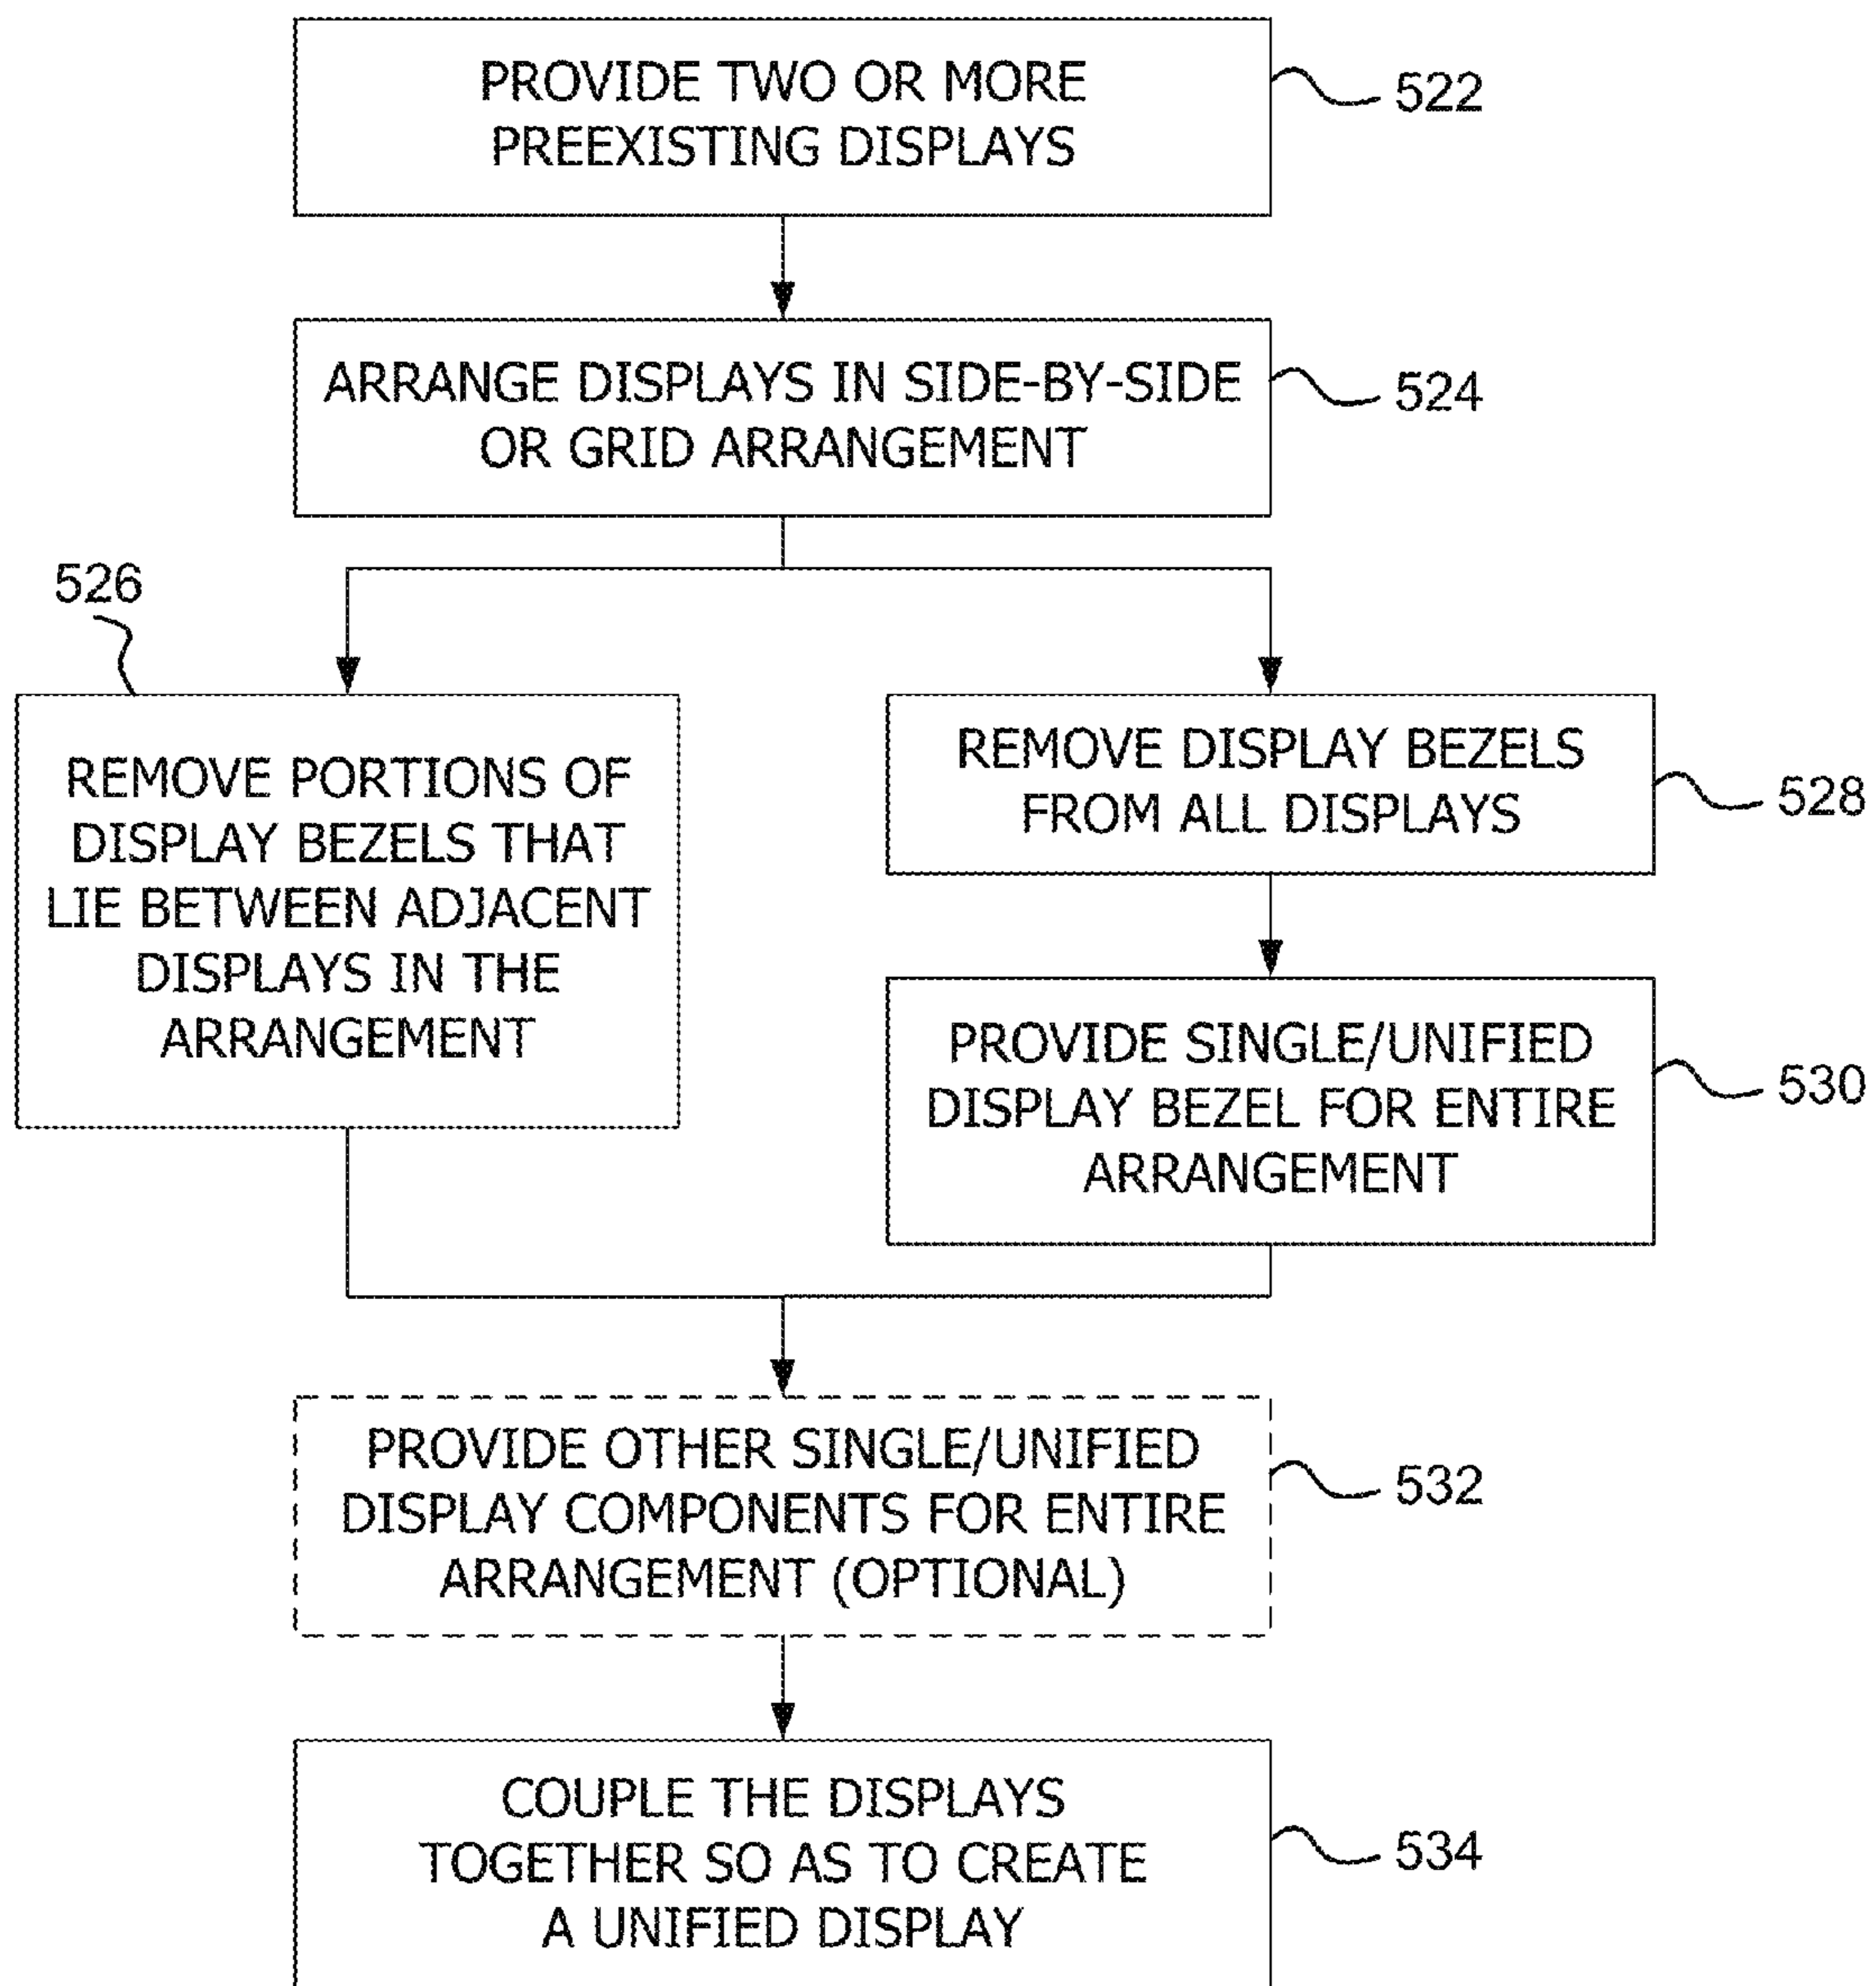 PROVIDE TWO OR MORE
PREEXISTING DISPLAYS
522
ARRANGE DISPLAYS IN SIDE-BY-SIDE
OR GRID ARRANGEMENT
524
526
REMOVE PORTIONS OF
DISPLAY BEZELS THAT
LIE BETWEEN ADJACENT
DISPLAYS IN THE
ARRANGEMENT
REMOVE DISPLAY BEZELS
FROM ALL DISPLAYS
528
PROVIDE SINGLE/UNIFIED
DISPLAY BEZEL FOR ENTIRE
ARRANGEMENT
530
PROVIDE OTHER SINGLE/UNIFIED
DISPLAY COMPONENTS FOR ENTIRE
ARRANGEMENT (OPTIONAL)
532
COUPLE THE DISPLAYS
TOGETHER SO AS TO CREATE
A UNIFIED DISPLAY
534